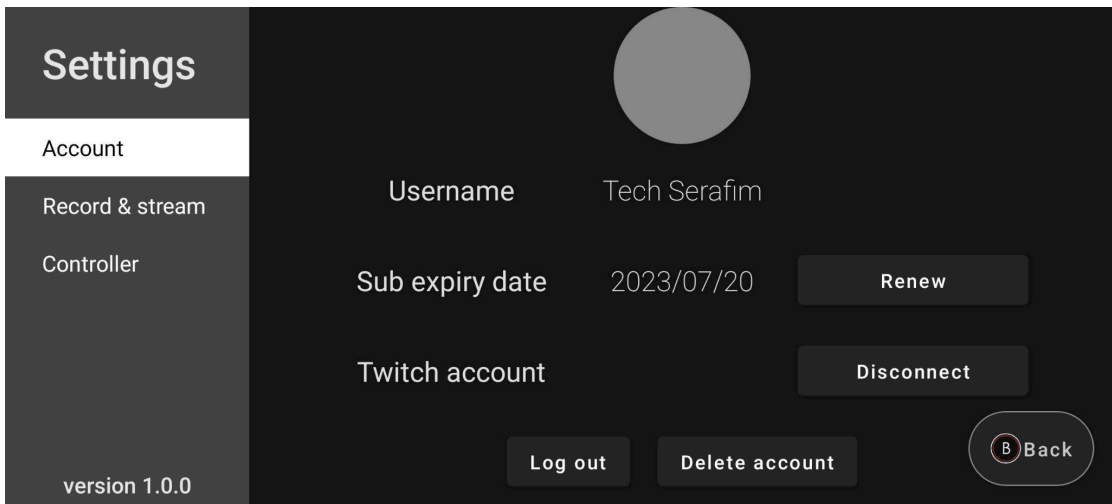 Settings
Account
Record & stream
Controller
version 1.0.0
Username Tech Serafim
Sub expiry date 2023/07/20 Renew
Twitch account Disconnect
Log out Delete account
B Back